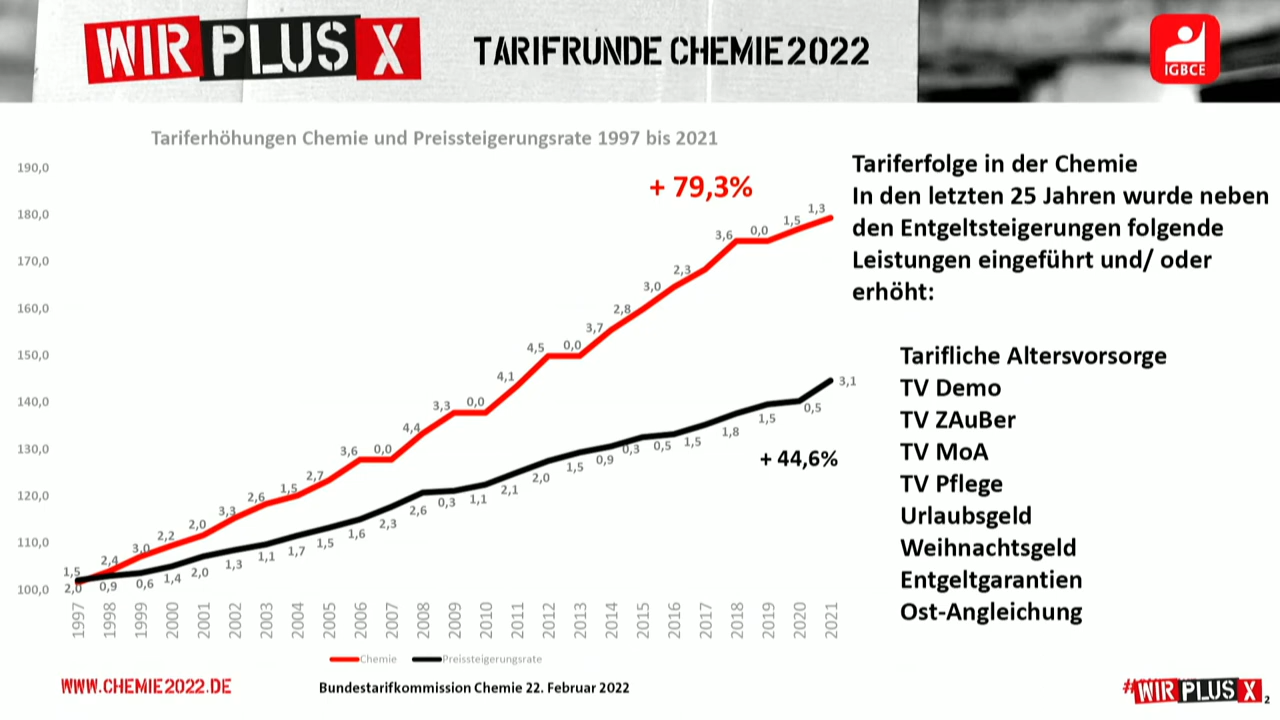 WIR PLUS X
TARIFRUNDE CHEMIE 2022
IGBCE
Tariferhöhungen Chemie und Preissteigerungsrate 1997 bis 2021
190,0
180,0
170,0
160,0
150,0
140,0
130,0
120,0
110,0
100,0
+ 79,3%
1,5
2,4
3,0
2,2
2,0
3,3
2,6
1,5
2,7
3,6
0,0
4,4
3,3
0,0
4,1
4,5
0,0
3,7
2,8
3,0
2,3
3,6
0,0
1,5
1,3
2,0
0,9
0,6
1,4
2,0
1,3
1,1
1,7
1,5
1,6
2,3
2,6
0,3
1,1
2,1
2,0
1,5
0,9
0,3
0,5
1,5
1,8
1,5
0,5
3,1
+ 44,6%
1997 1998 1999 2000 2001 2002 2003 2004 2005 2006 2007 2008 2009 2010 2011 2012 2013 2014 2015 2016 2017 2018 2019 2020 2021
Chemie Preissteigerungsrate
Tariferfolge in der Chemie
In den letzten 25 Jahren wurde neben
den Entgeltsteigerungen folgende
Leistungen eingeführt und/ oder
erhöht:
Tarifliche Altersvorsorge
TV Demo
TV ZAuBer
TV MoA
TV Pflege
Urlaubsgeld
Weihnachtsgeld
Entgeltgarantien
Ost-Angleichung
WWW.CHEMIE2022.DE
Bundestarifkommission Chemie 22. Februar 2022
#WIR PLUS X
2